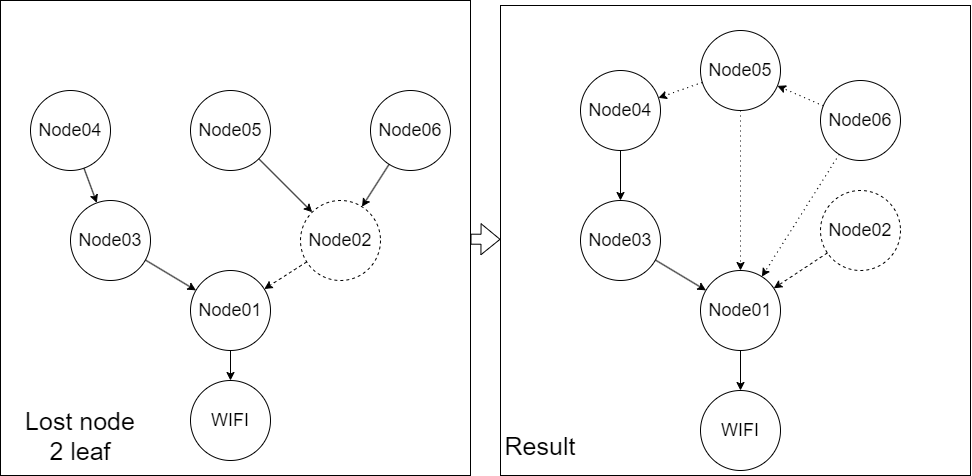 Node04
Node05
Node06
Node03
Node02
Node01
WIFI
Lost node
2 leaf
Node05
Node04
Node06
Node03
Node02
Node01
WIFI
Result